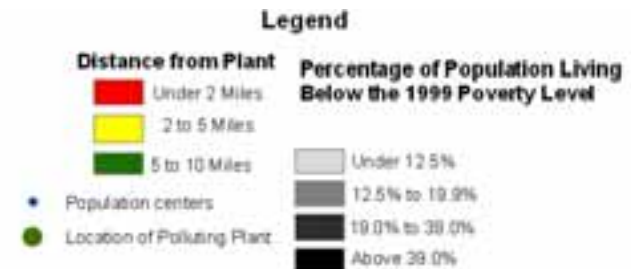 Legend
Distance from Plant
Under 2 Miles
2 to 5 Miles
5 to 10 Miles
Population centers
Location of Polluting Plant
Percentage of Population Living
Below the 1999 Poverty Level
Under 12.5%
12.5% to 19.9%
19.0% to 39.0%
Above 39.0%